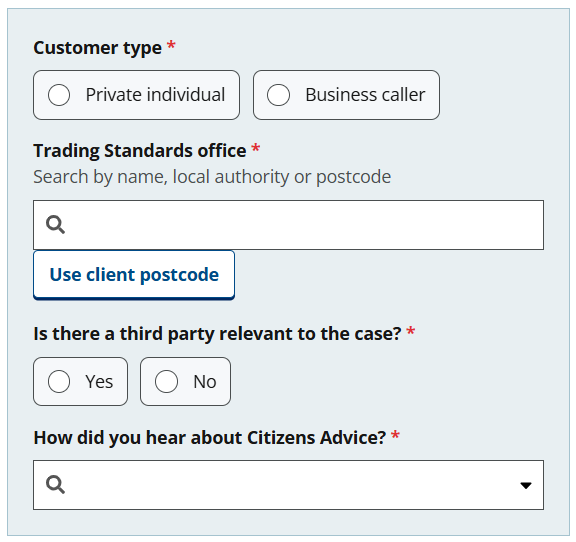 Customer type *
Private individual Business caller
Trading Standards office *
Search by name, local authority or postcode
Use client postcode
Is there a third party relevant to the case? *
Yes No
How did you hear about Citizens Advice? *